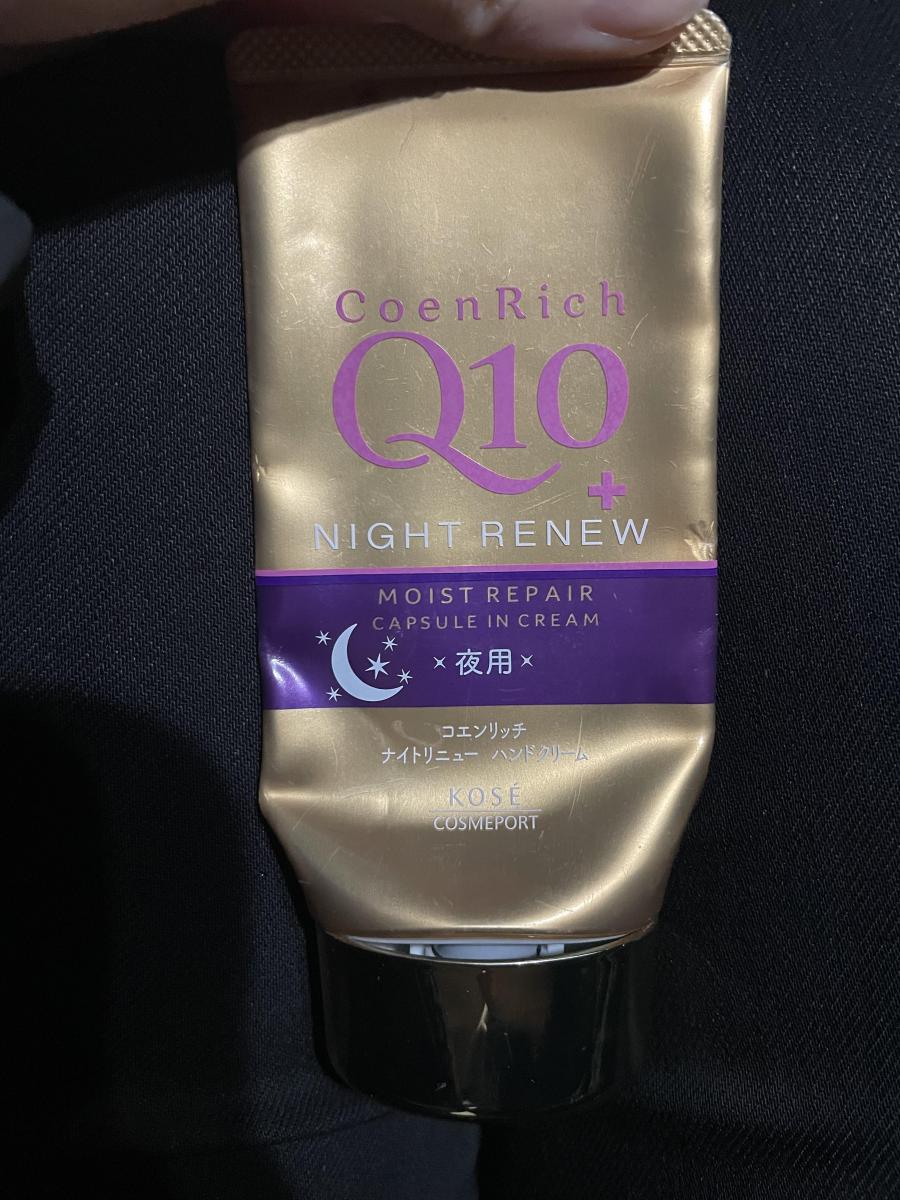 CoenRich
Q10
+
NIGHT RENEW
MOIST REPAIR
CAPSULE IN CREAM
夜用
コエンリッチ
ナイトリニュー ハンドクリーム
KOSÉ
COSMEPORT